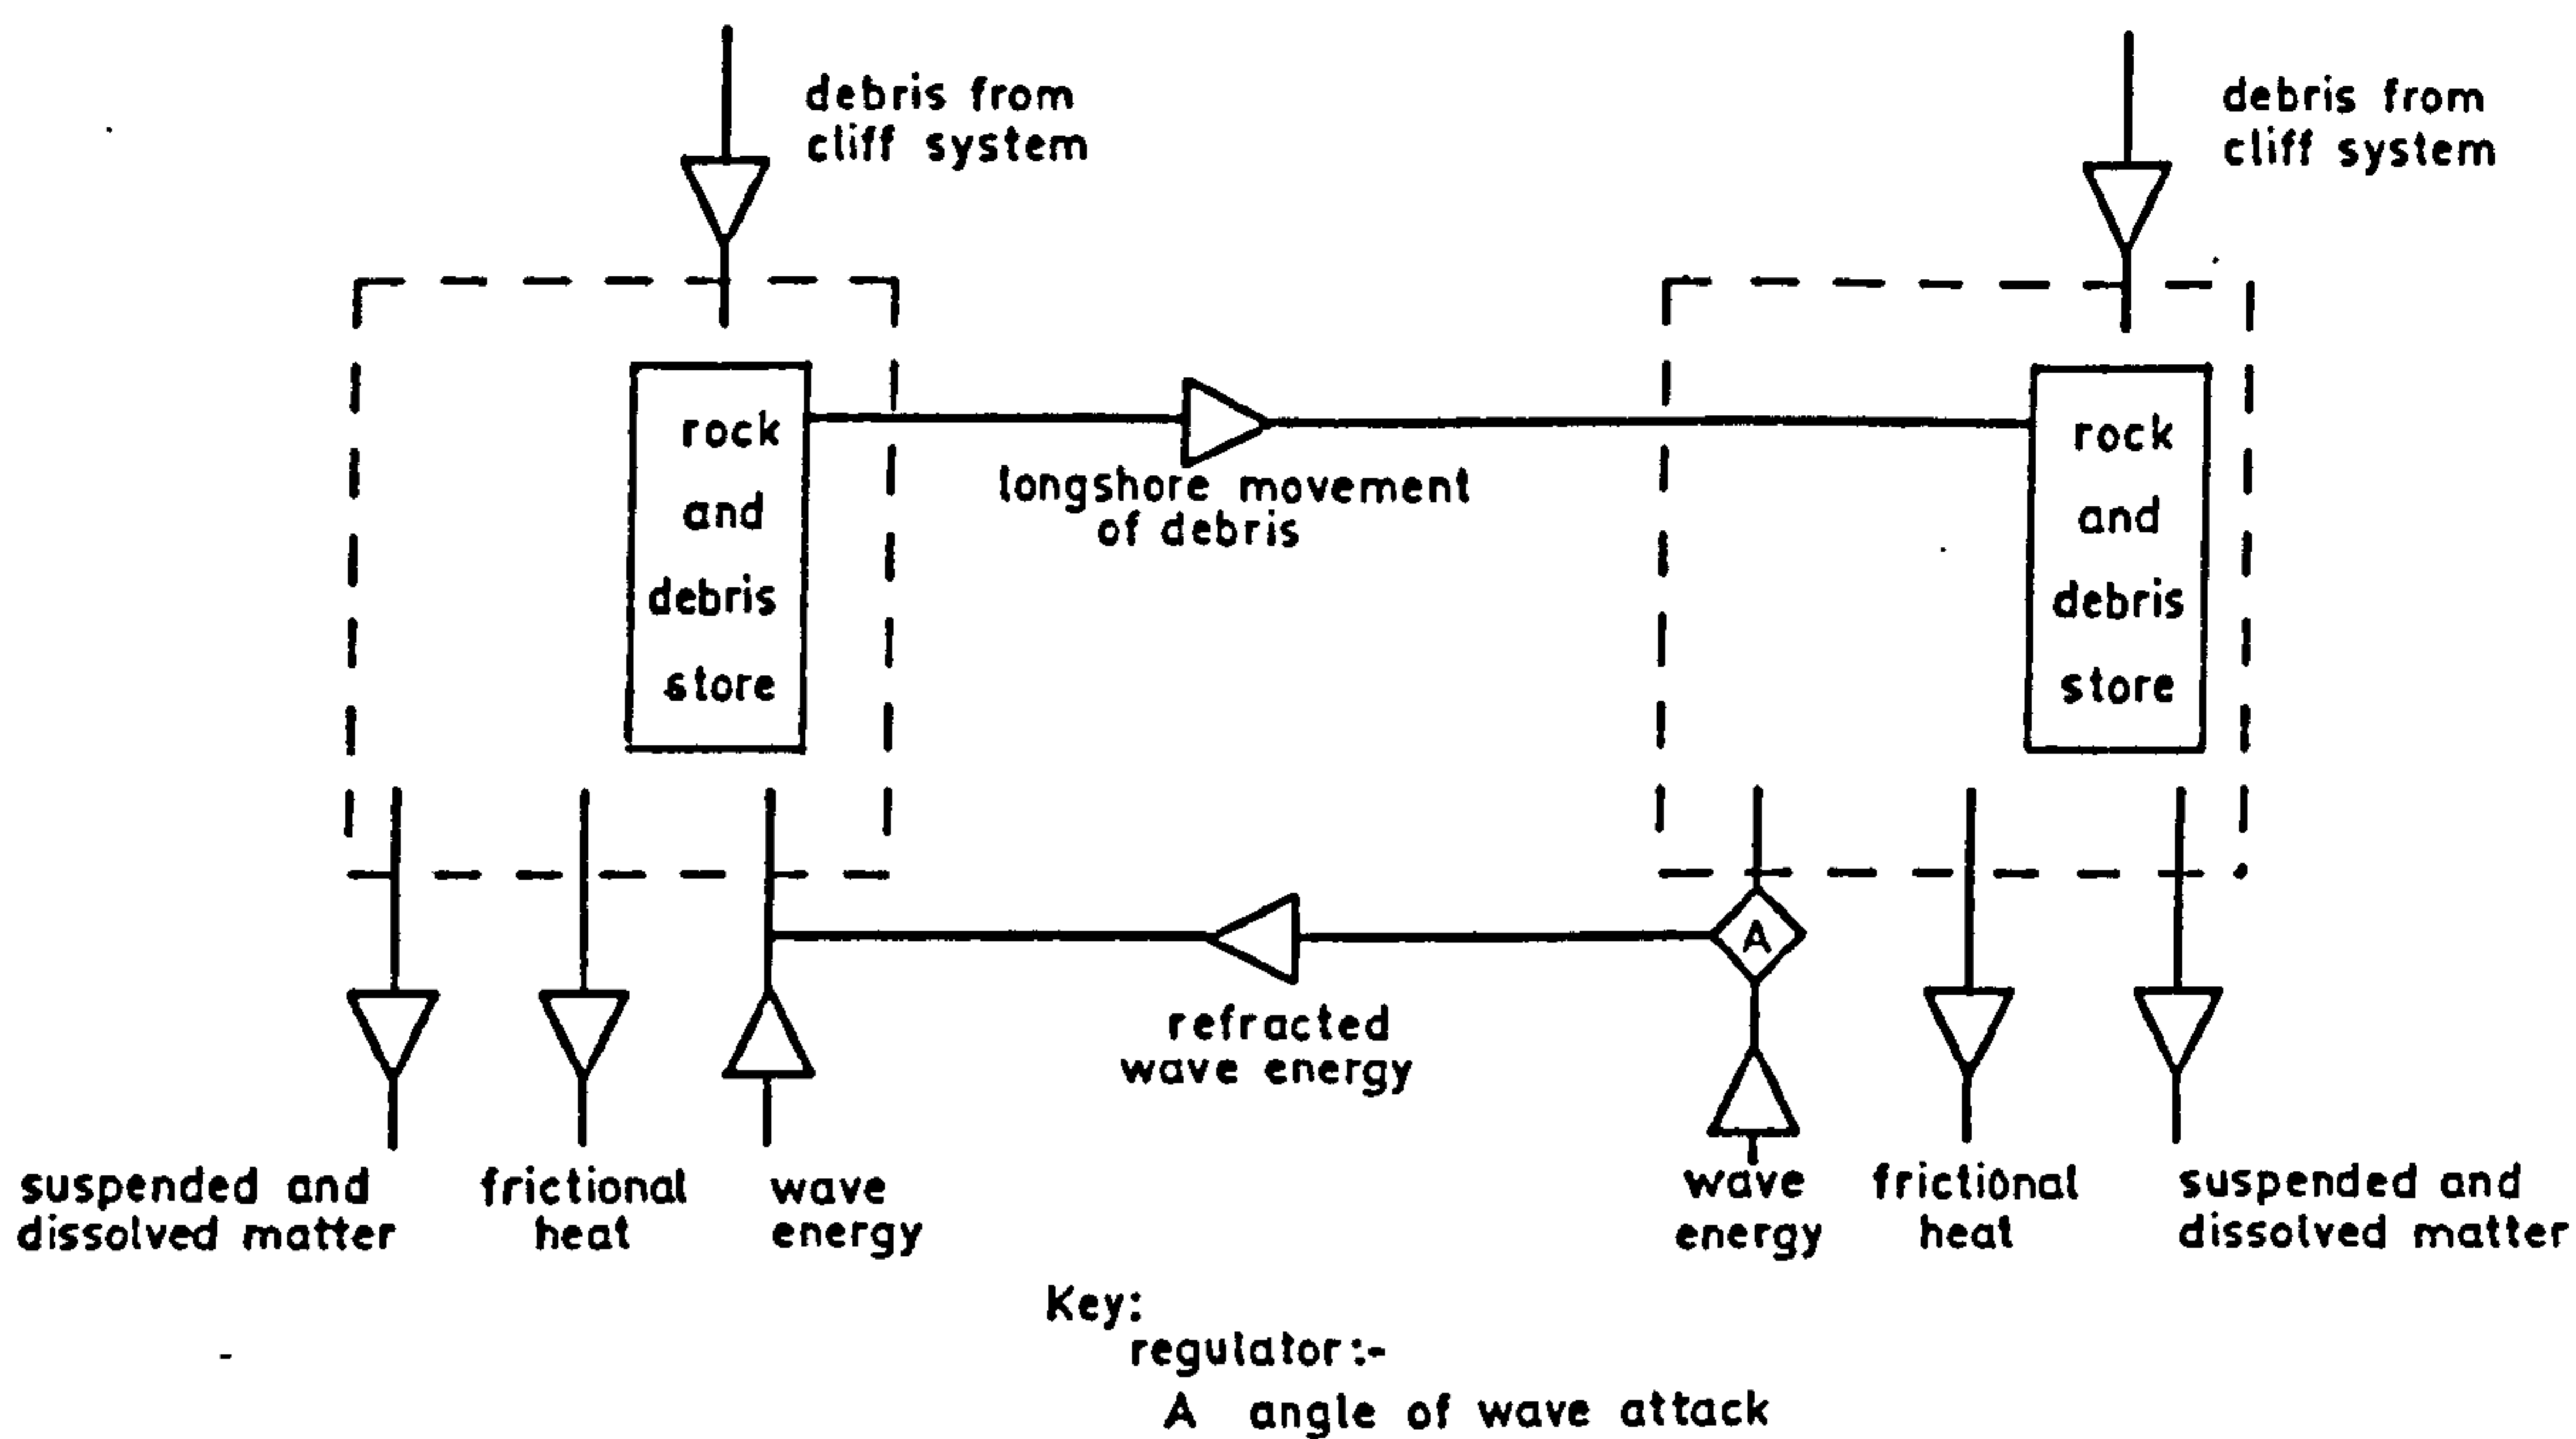 debris from
cliff system
debris from
cliff system
rock
and
debris
store
longshore movement
of debris
rock
and
debris
store
A
refracted
wave energy
suspended and
dissolved matter
frictional
heat
wave
energy
wave
energy
frictional
heat
suspended and
dissolved matter
Key:
regulator:-
A angle of wave attack